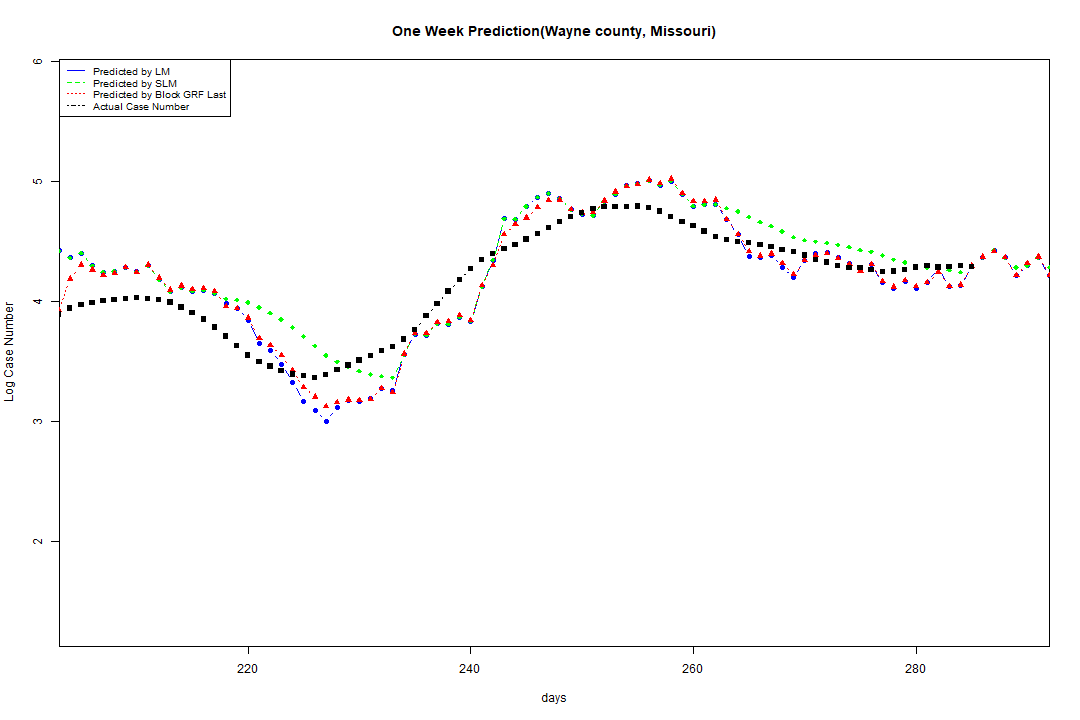 One Week Prediction(Wayne county, Missouri)
6
Predicted by LM
Predicted by SLM
Predicted by Block GRF Last
Actual Case Number
5
4
3
2
Log Case Number
220 240 260 280
days